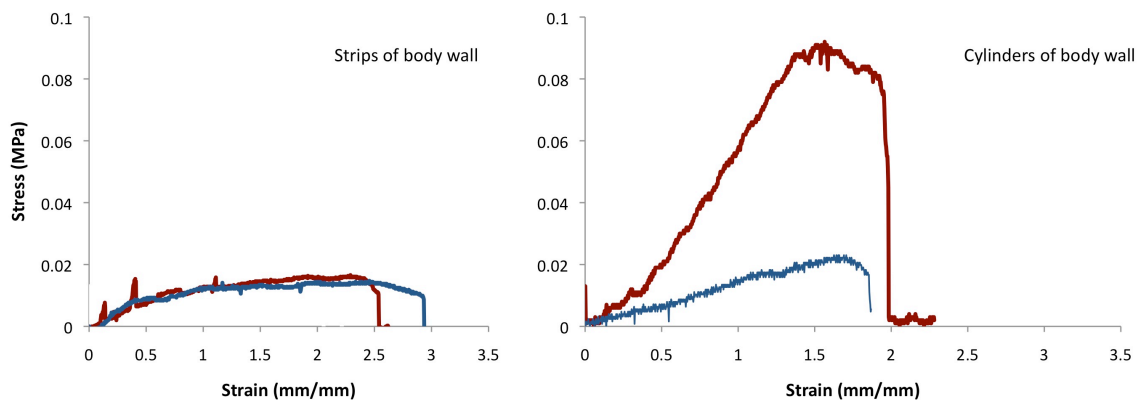 0.1
0.08
0.06
0.04
0.02
0
Stress (MPa)
Strips of body wall
0 0.5 1 1.5 2 2.5 3 3.5
Strain (mm/mm)
0.1
0.08
0.06
0.04
0.02
0
Cylinders of body wall
0 0.5 1 1.5 2 2.5 3 3.5
Strain (mm/mm)